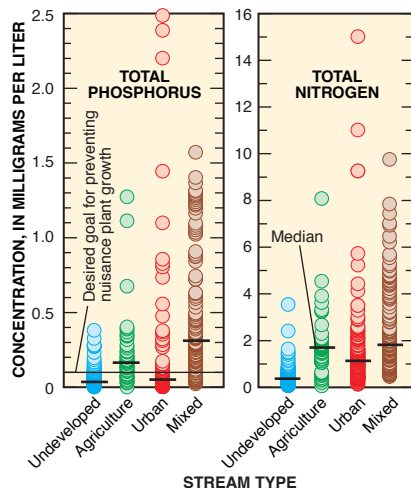 CONCENTRATION, IN MILLIGRAMS PER LITER
2.5
2.0
1.5
1.0
0.5
0
TOTAL
PHOSPHORUS
Desired goal for preventing
nuisance plant growth
Undeveloped
Agriculture
Urban
Mixed
16
14
12
10
8
6
4
2
0
TOTAL
NITROGEN
Median
Undeveloped
Agriculture
Urban
Mixed
STREAM TYPE